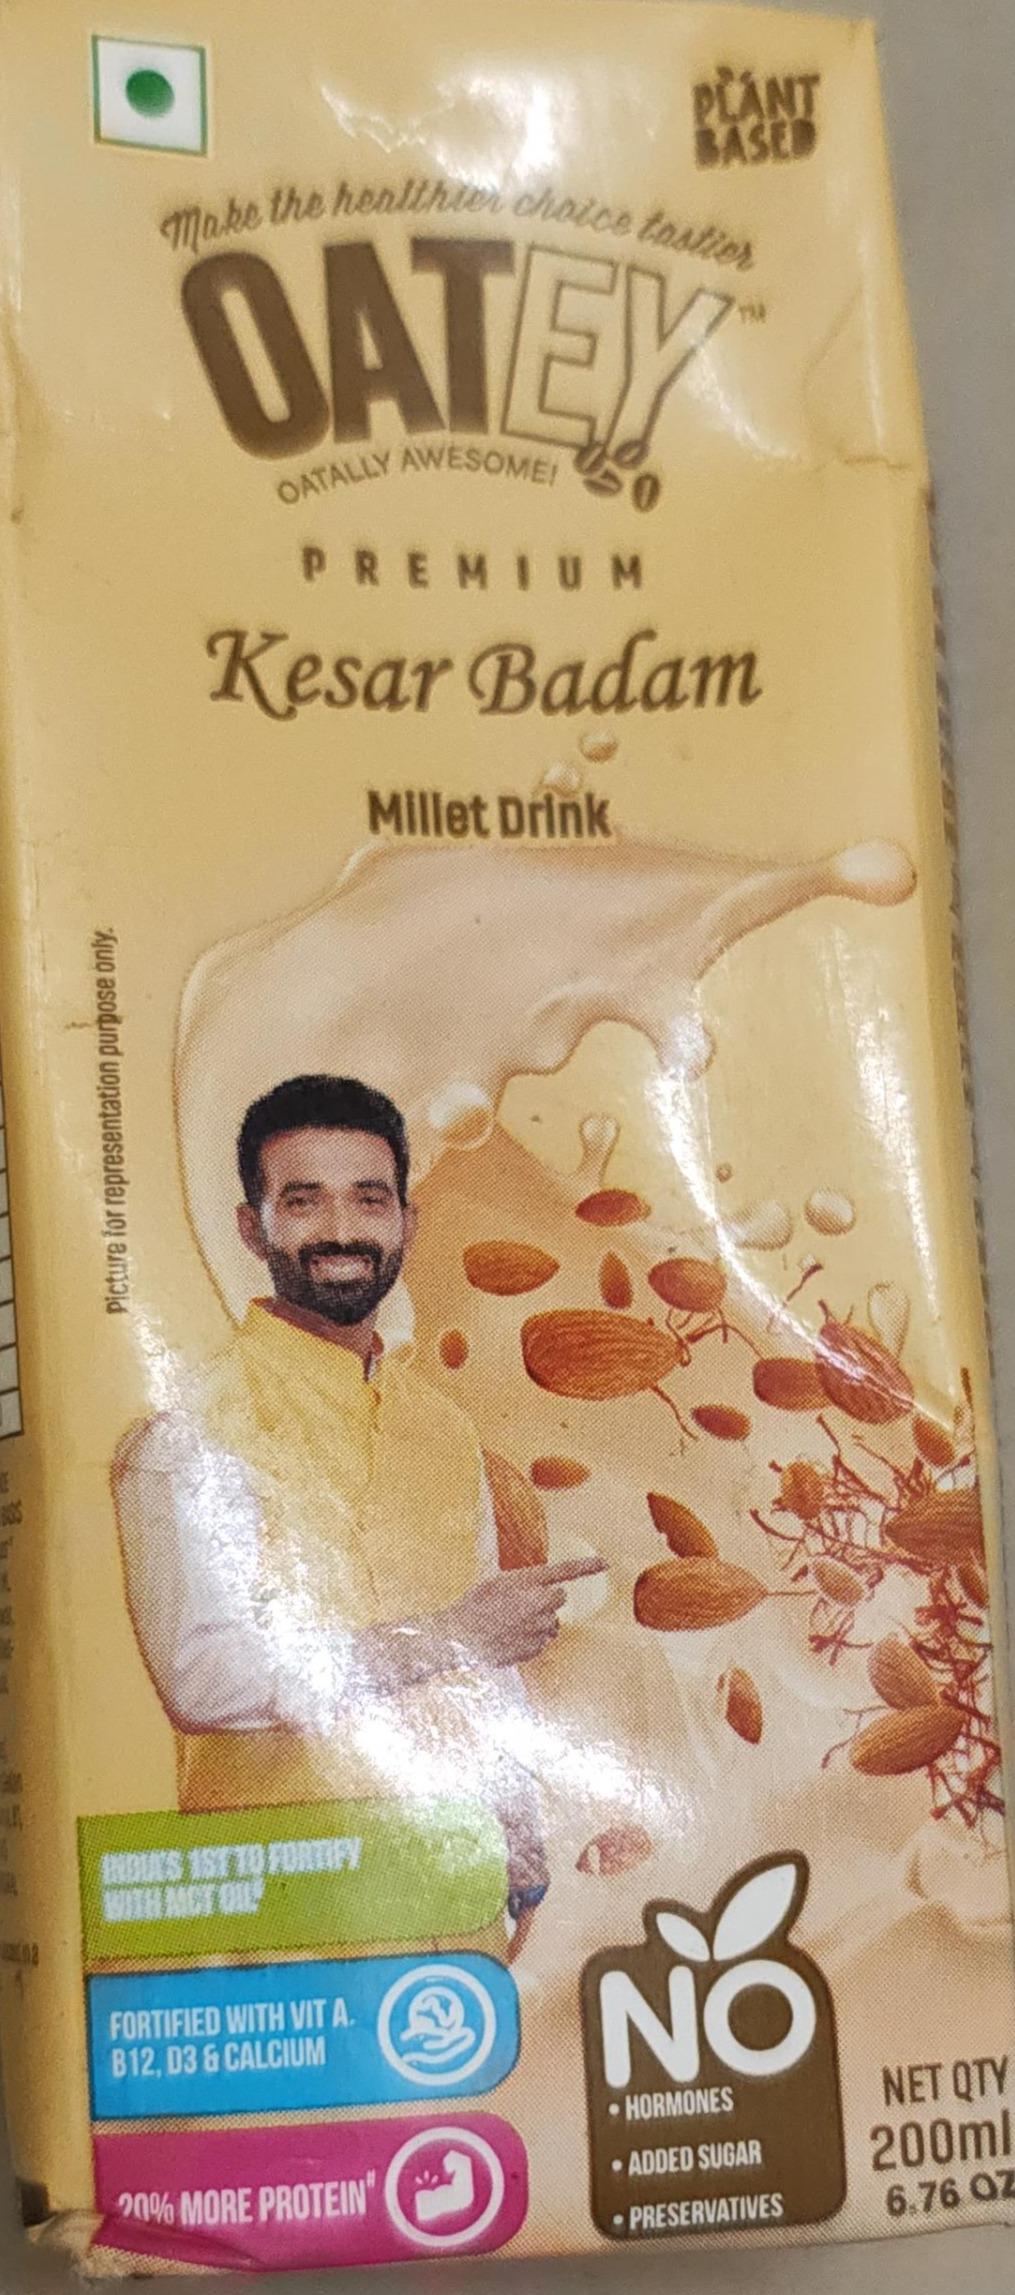 PLANT
BASED
Make the healthier choice tastier
OATEY™
OATALLY AWESOME!
PREMIUM
Kesar Badam
Millet Drink
Picture for representation purpose only.
INDIA'S 1ST TO FORTIFY
WITH MCT OIL
FORTIFIED WITH VIT A,
B12, D3 & CALCIUM
20% MORE PROTEIN#
NO
• HORMONES
• ADDED SUGAR
• PRESERVATIVES
NET QTY
200ml
6.76 OZ